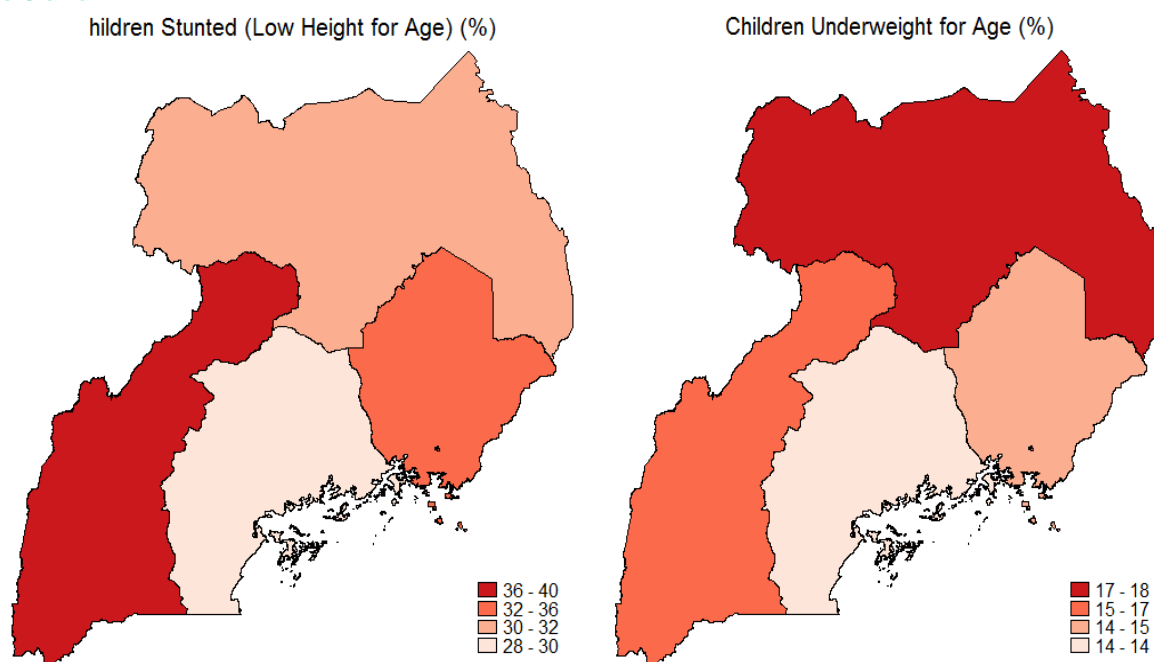 hildren Stunted (Low Height for Age) (%)
Children Underweight for Age (%)
36 - 40
32 - 36
30 - 32
28 - 30
17 - 18
15 - 17
14 - 15
14 - 14